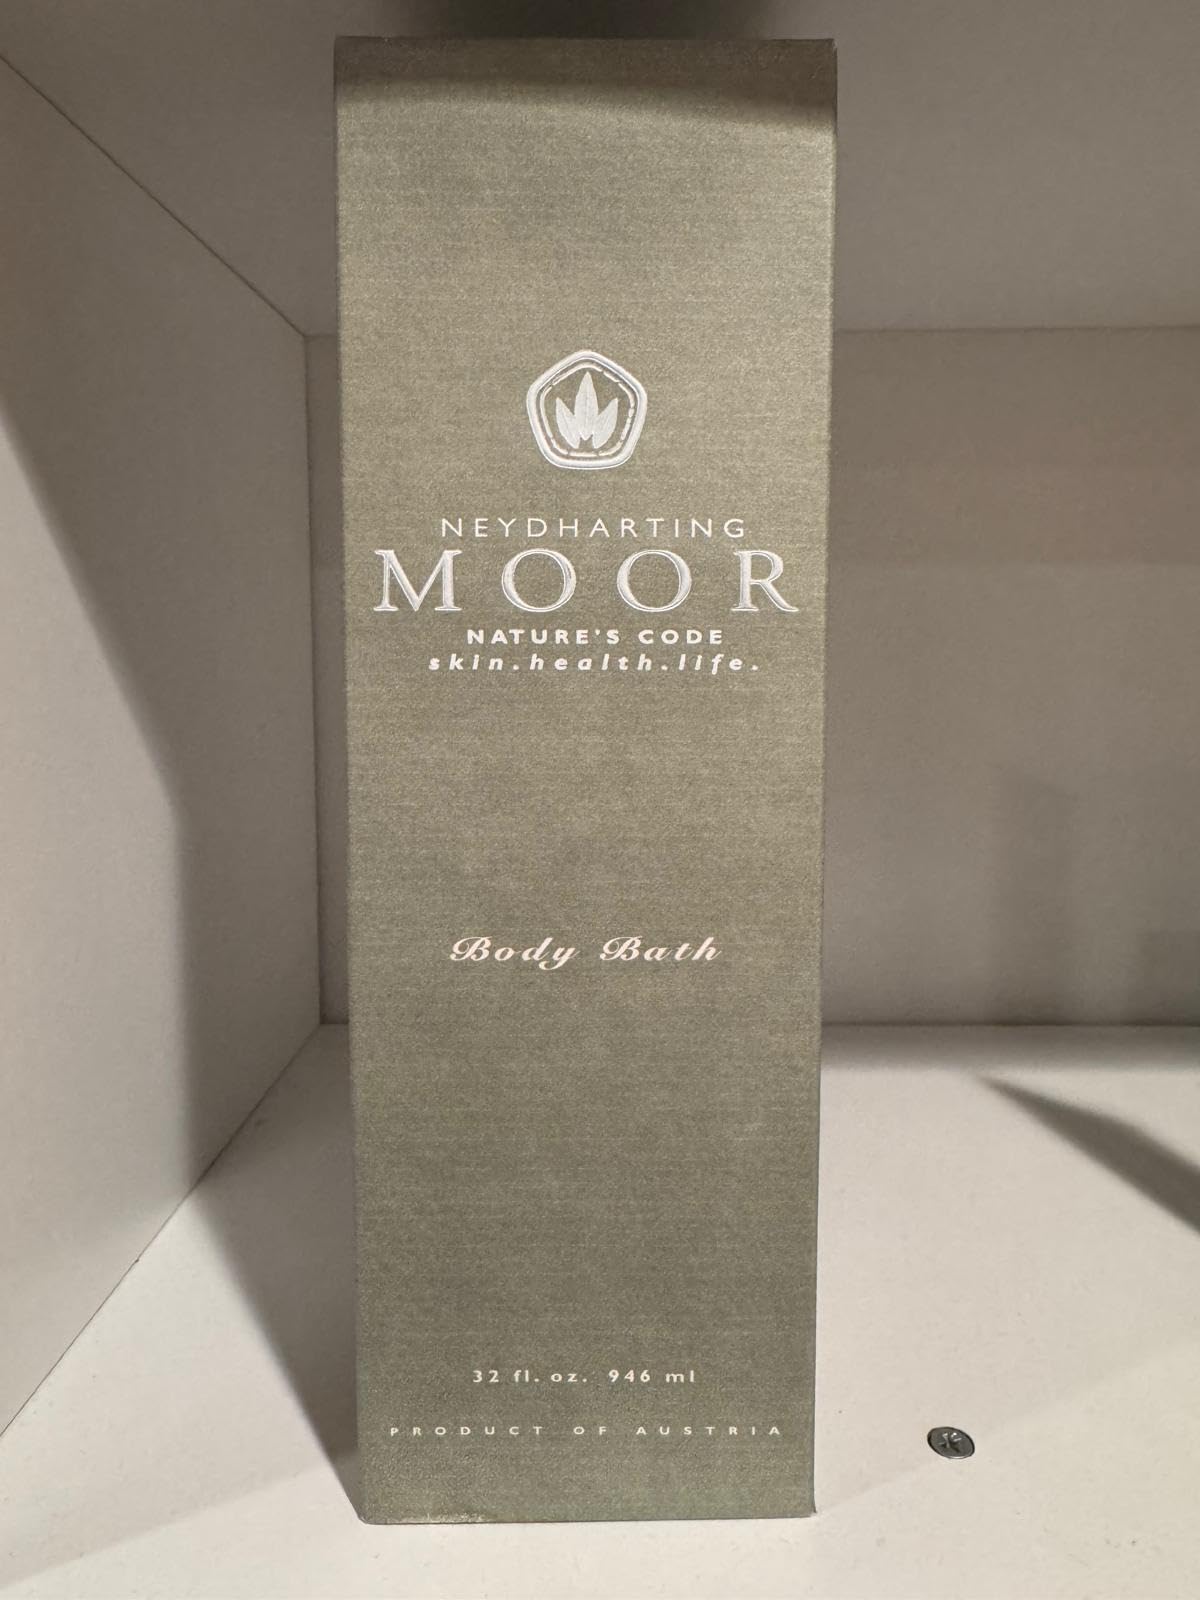 NEYDHARTING
MOOR
NATURE'S CODE
skin.health.life.
Body Bath
32 fl. oz. 946 ml
PRODUCT OF AUSTRIA